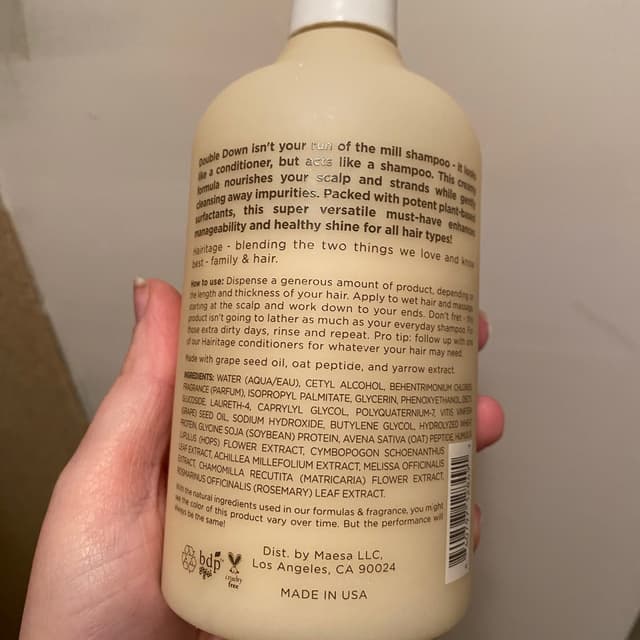 Double Down isn't your run of the mill shampoo - it looks
like a conditioner, but acts like a shampoo. This creamy
formula nourishes your scalp and strands while gently
cleansing away impurities. Packed with potent plant-based
surfactants, this super versatile must-have enhances
manageability and healthy shine for all hair types!
Hairitage - blending the two things we love and know
best - family & hair.
How to use: Dispense a generous amount of product, depending on
the length and thickness of your hair. Apply to wet hair and massage
starting at the scalp and work down to your ends. Don't fret - this
product isn't going to lather as much as your everyday shampoo. For
those extra dirty days, rinse and repeat. Pro tip: follow up with one
of our Hairitage conditioners for whatever your hair may need.
Made with grape seed oil, oat peptide, and yarrow extract.
INGREDIENTS: WATER (AQUA/EAU), CETYL ALCOHOL, BEHENTRIMONIUM CHLORIDE,
FRAGRANCE (PARFUM), ISOPROPYL PALMITATE, GLYCERIN, PHENOXYETHANOL,
GLUCOSIDE, LAURETH-4, CAPRYLYL GLYCOL, POLYQUATERNIUM-7, VITIS VINIFERA
(GRAPE) SEED OIL, SODIUM HYDROXIDE, BUTYLENE GLYCOL, HYDROLYZED WHEAT
PROTEIN, GLYCINE SOJA (SOYBEAN) PROTEIN, AVENA SATIVA (OAT) PEPTIDE, HUMULUS
LUPULUS (HOPS) FLOWER EXTRACT, CYMBOPOGON SCHOENANTHUS
LEAF EXTRACT, ACHILLEA MILLEFOLIUM EXTRACT, MELISSA OFFICINALIS
EXTRACT, CHAMOMILLA RECUTITA (MATRICARIA) FLOWER EXTRACT,
ROSMARINUS OFFICINALIS (ROSEMARY) LEAF EXTRACT.
With the natural ingredients used in our formulas & fragrance, you might
see the color of this product vary over time. But the performance will
always be the same!
bdp
cruelty
free
Dist. by Maesa LLC,
Los Angeles, CA 90024
MADE IN USA